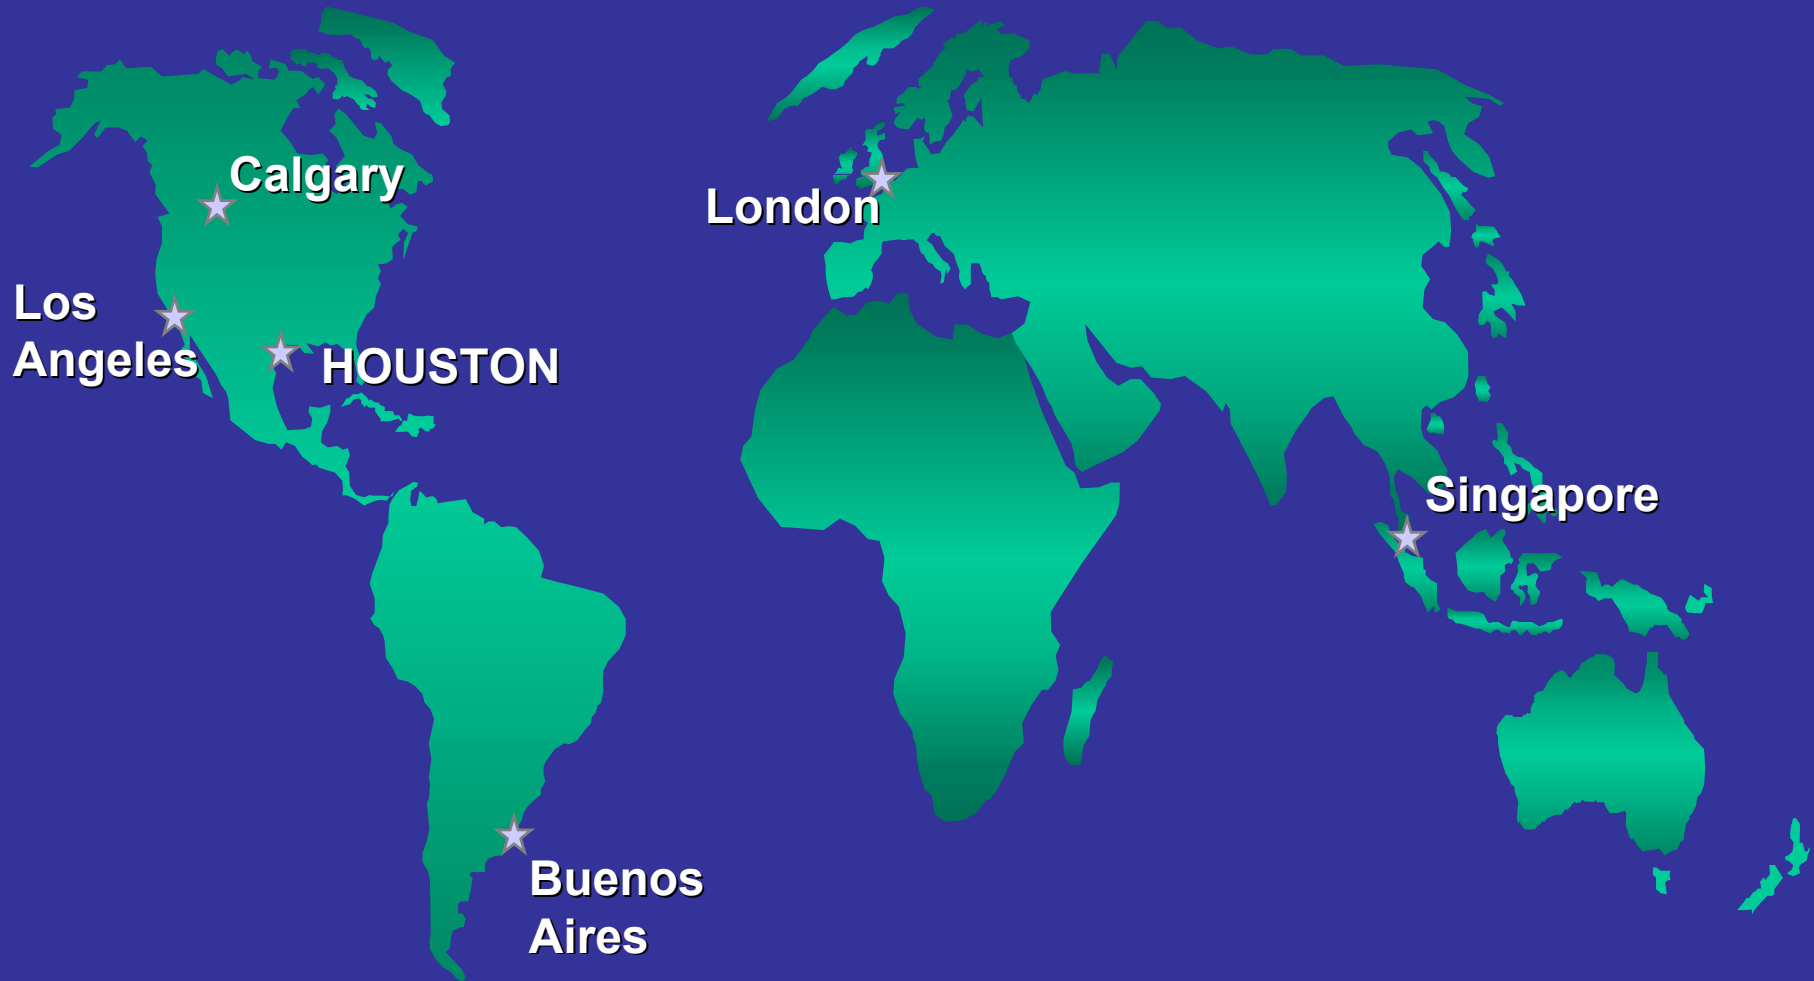 Calgary
London
Los
Angeles
HOUSTON
Singapore
Buenos
Aires